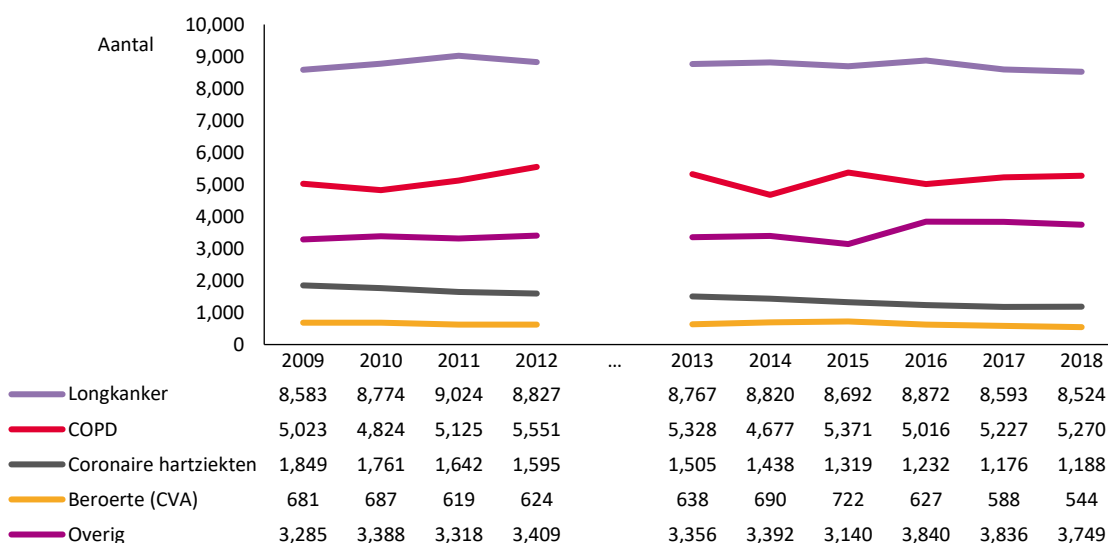 Aantal
10,000
9,000
8,000
7,000
6,000
5,000
4,000
3,000
2,000
1,000
0
2009 2010 2011 2012 ... 2013 2014 2015 2016 2017 2018
Longkanker 8,583 8,774 9,024 8,827 8,767 8,820 8,692 8,872 8,593 8,524
COPD 5,023 4,824 5,125 5,551 5,328 4,677 5,371 5,016 5,227 5,270
Coronaire hartziekten 1,849 1,761 1,642 1,595 1,505 1,438 1,319 1,232 1,176 1,188
Beroerte (CVA) 681 687 619 624 638 690 722 627 588 544
Overig 3,285 3,388 3,318 3,409 3,356 3,392 3,140 3,840 3,836 3,749